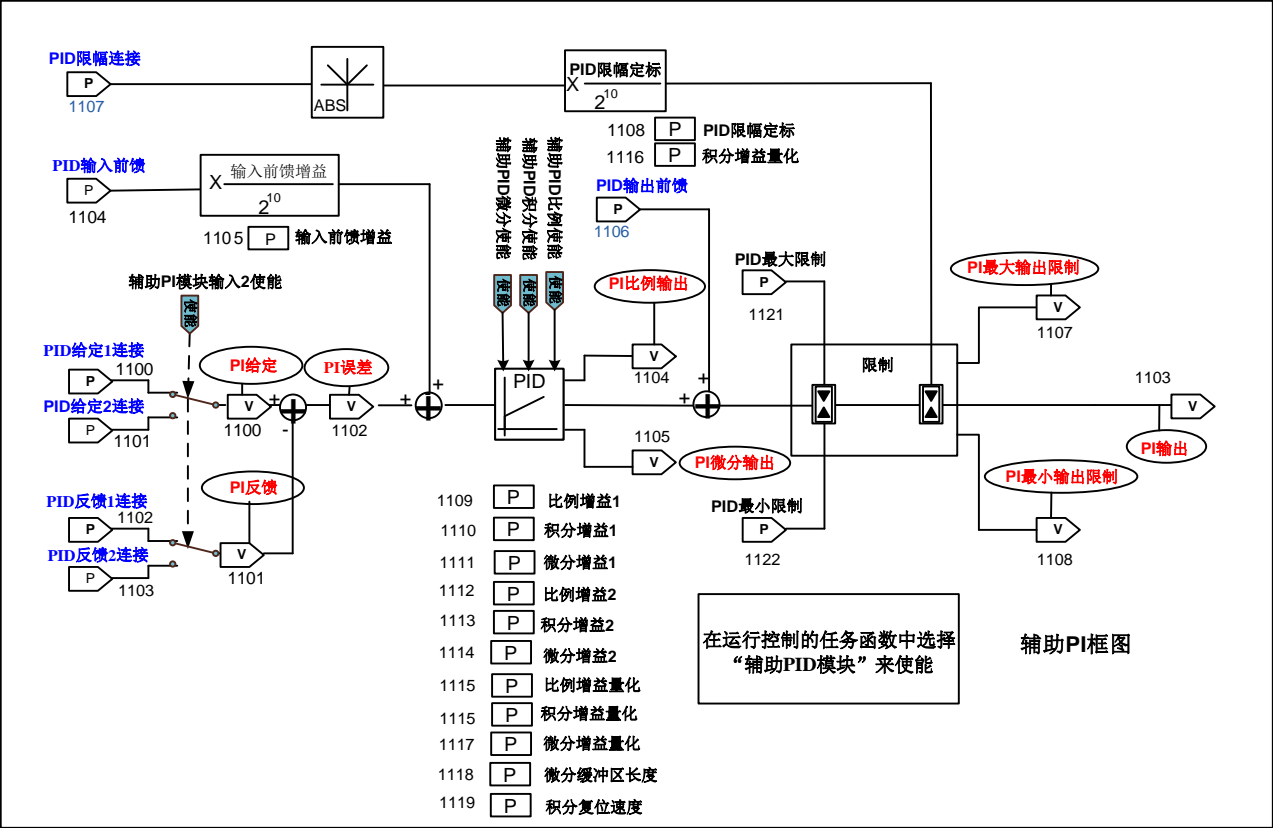 PID限幅连接
P
1107
ABS
PID限幅定标
X
2^10
1108 P PID限幅定标
1116 P 积分增益量化
PID输入前馈
P
1104
X 输入前馈增益
2^10
1105 P 输入前馈增益
辅助PID微分使能
辅助PID积分使能
辅助PID比例使能
使能
使能
使能
PID输出前馈
P
1106
辅助PI模块输入2使能
使能
PID给定1连接
1100
P
PID给定2连接
P
1101
PI给定
V
1100
+
-
PI误差
V
1102
+
+
PID
PI比例输出
V
1104
+
+
1105
V
PI微分输出
PID最大限制
P
1121
限制
PID最小限制
P
1122
PI最大输出限制
V
1107
1103
V
PI输出
PI最小输出限制
V
1108
PID反馈1连接
1102
P
PID反馈2连接
P
1103
PI反馈
V
1101
1109 P 比例增益1
1110 P 积分增益1
1111 P 微分增益1
1112 P 比例增益2
1113 P 积分增益2
1114 P 微分增益2
1115 P 比例增益量化
1115 P 积分增益量化
1117 P 微分增益量化
1118 P 微分缓冲区长度
1119 P 积分复位速度
在运行控制的任务函数中选择
“辅助PID模块”来使能
辅助PI框图